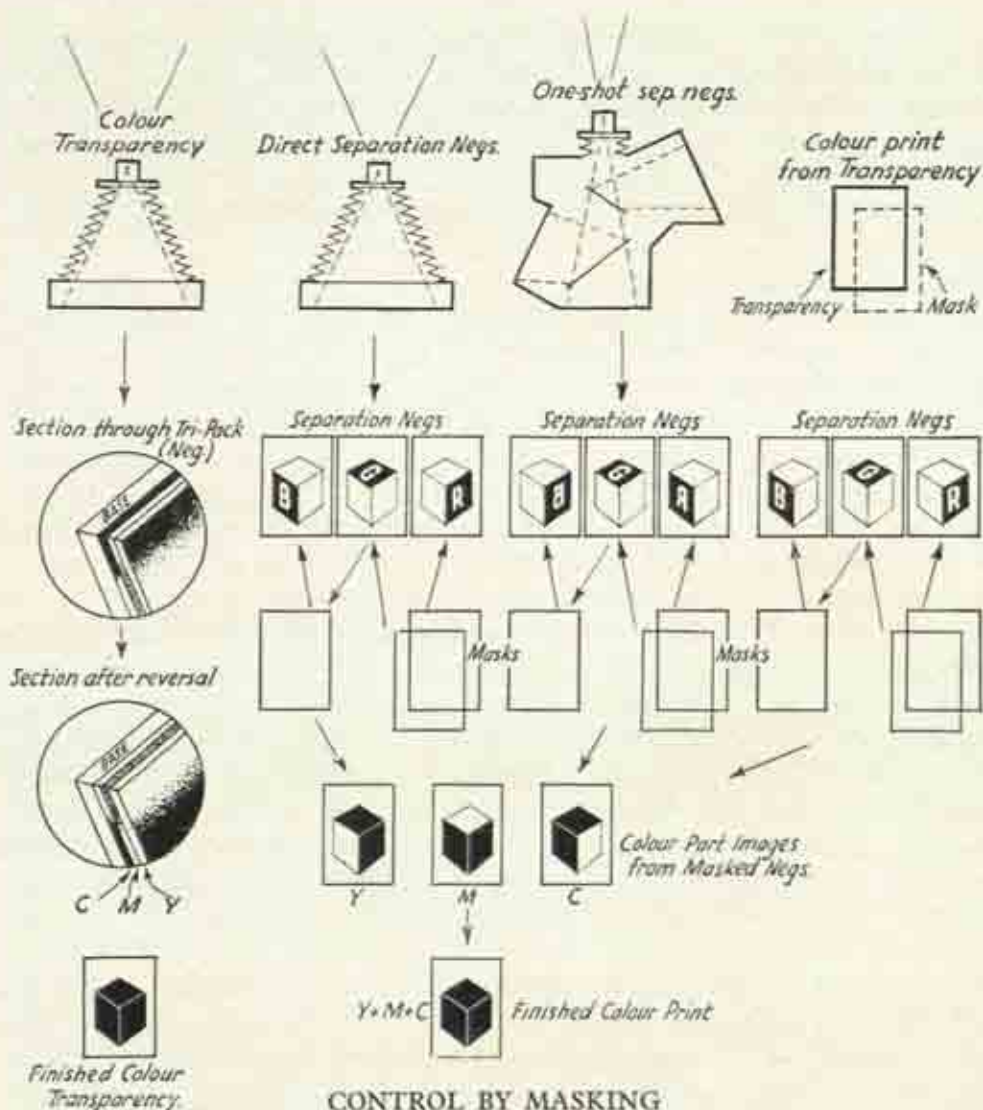 Colour
Transparency
Direct Separation Negs.
One-shot sep. negs.
Colour print
from Transparency
Transparency
Mask
Section through Tri-Pack
(Neg.)
BASE
Separation Negs
B
G
R
Separation Negs
B
G
R
Separation Negs
B
G
R
Masks
Masks
Section after reversal
BASE
C M Y
Y
M
C
Colour Part Images
from Masked Negs.
Y+M+C
Finished Colour Print
Finished Colour
Transparency.
CONTROL BY MASKING